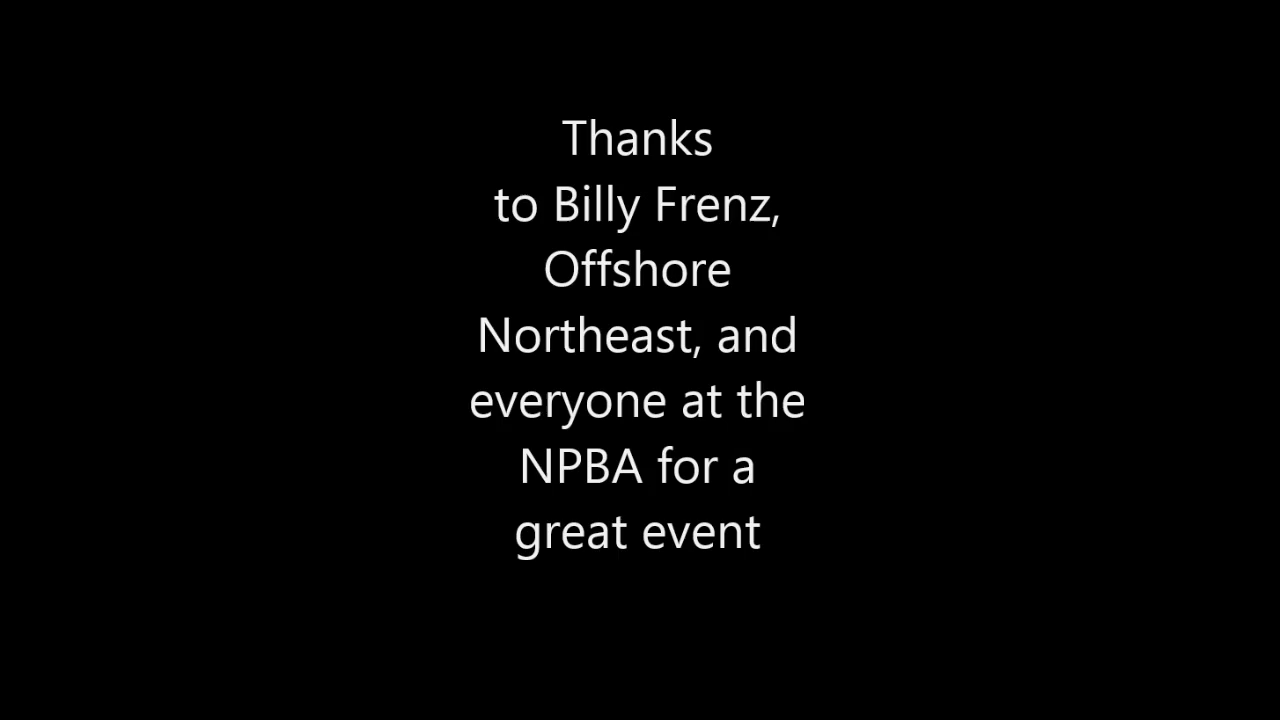 Thanks
to Billy Frenz,
Offshore
Northeast, and
everyone at the
NPBA for a
great event